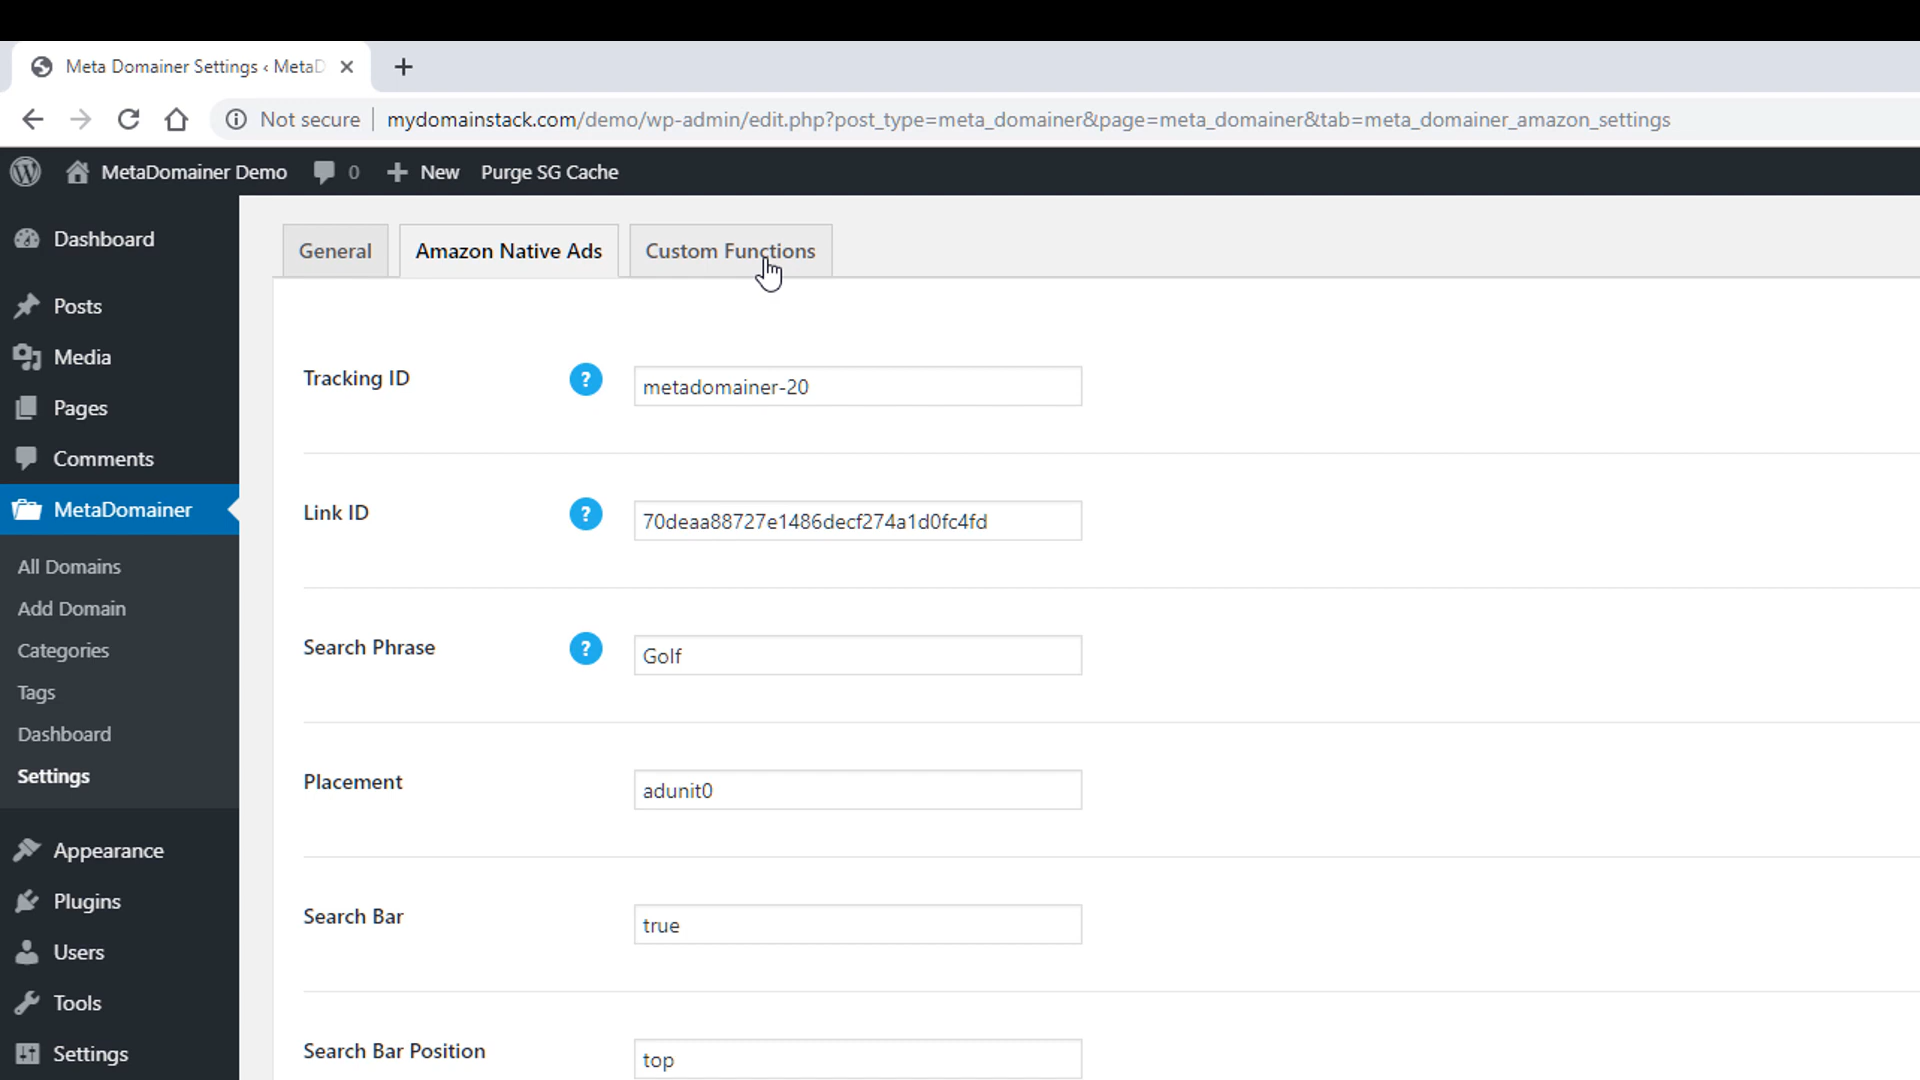 Meta Domainer Settings ‹ MetaD
Not secure
mydomainstack.com/demo/wp-admin/edit.php?post_type=meta_domainer&page=meta_domainer&tab=meta_domainer_amazon_settings
MetaDomainer Demo 0 New Purge SG Cache
Dashboard
Posts
Media
Pages
Comments
MetaDomainer
All Domains
Add Domain
Categories
Tags
Dashboard
Settings
Appearance
Plugins
Users
Tools
Settings
General Amazon Native Ads Custom Functions
Tracking ID ? metadomainer-20
Link ID ? 70deaa88727e1486decf274a1d0fc4fd
Search Phrase ? Golf
Placement adunit0
Search Bar true
Search Bar Position top